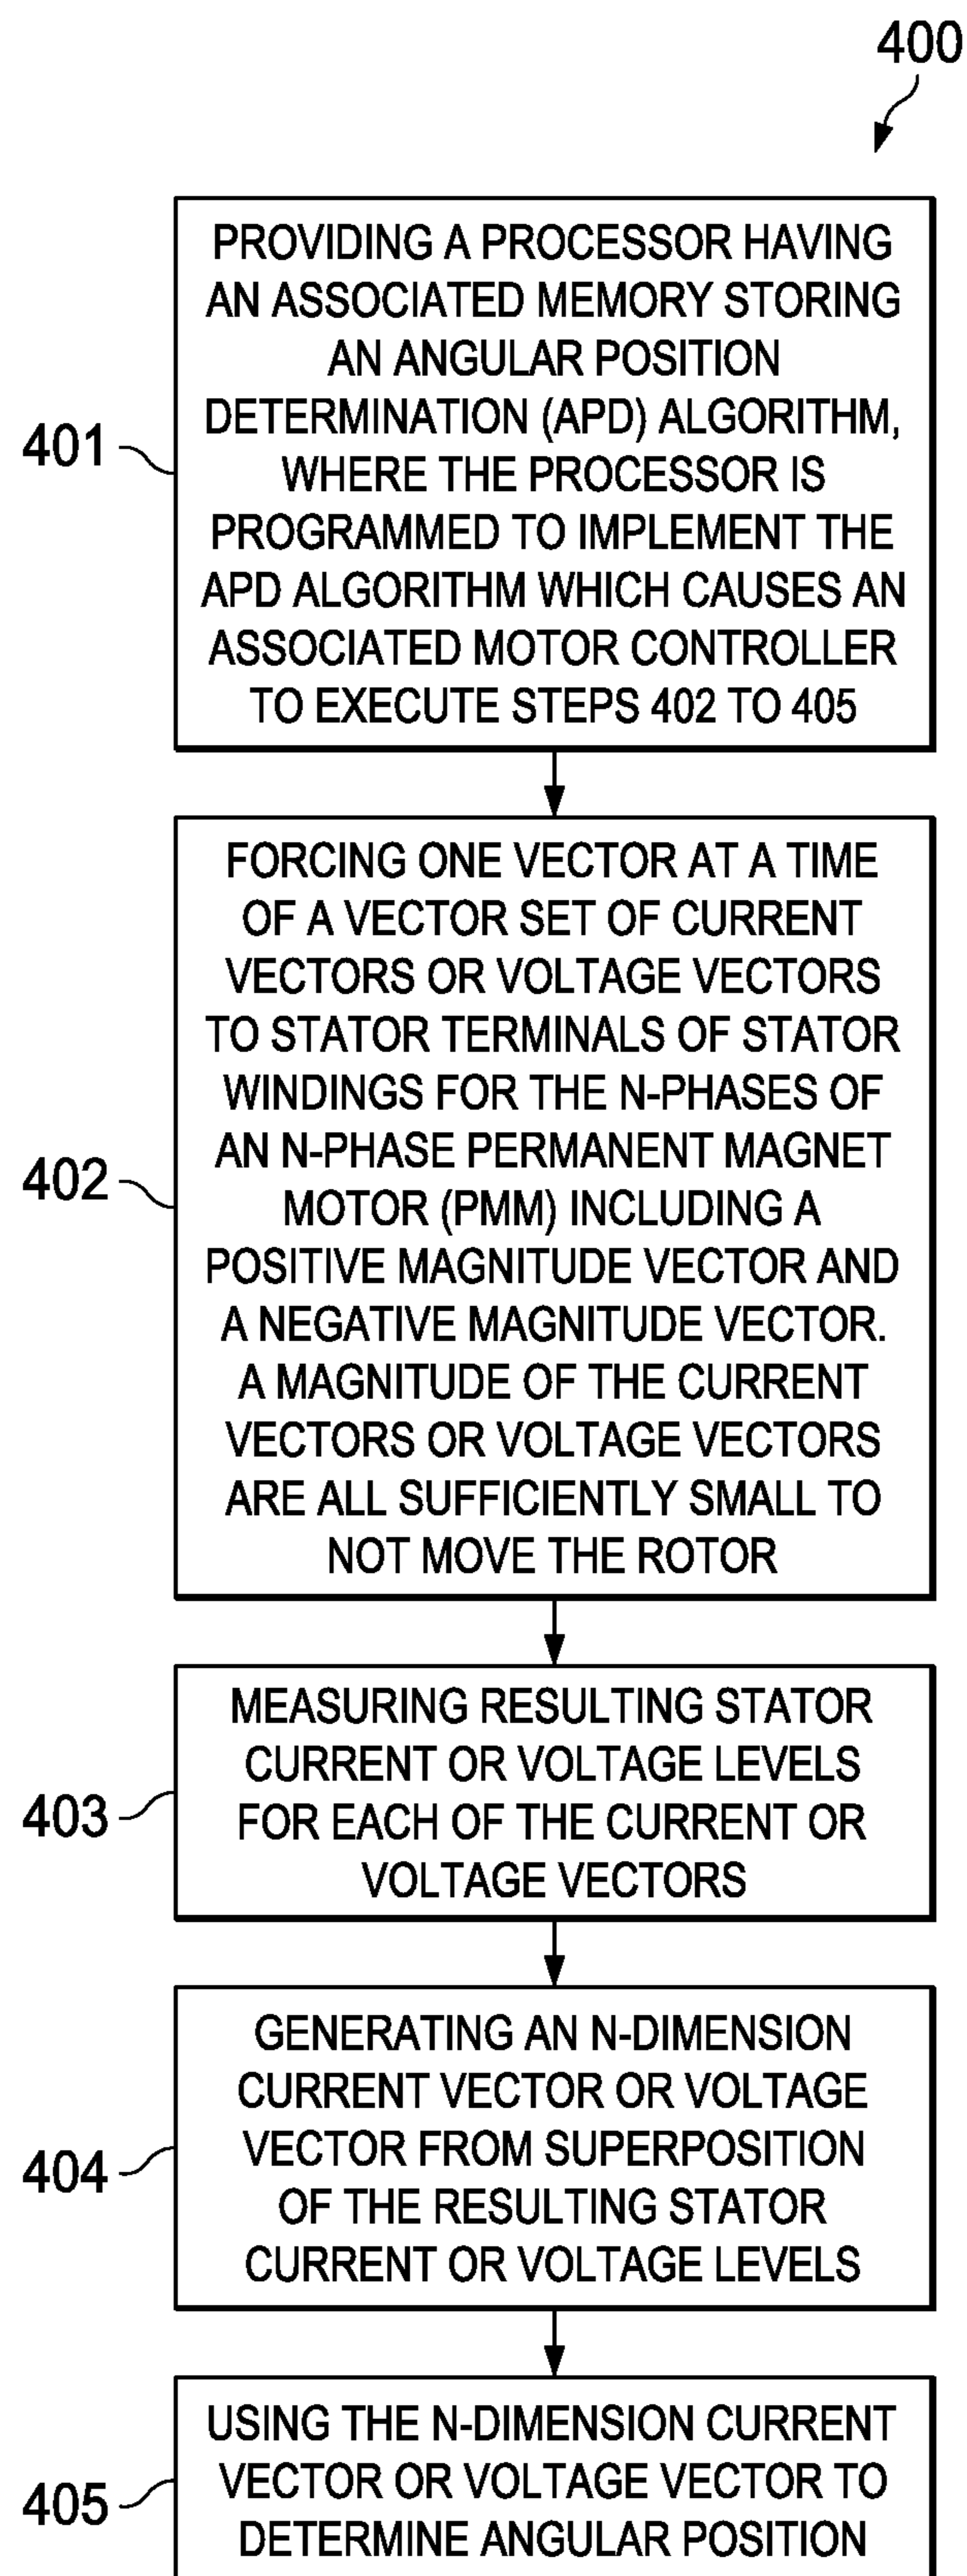 400
PROVIDING A PROCESSOR HAVING
AN ASSOCIATED MEMORY STORING
AN ANGULAR POSITION
DETERMINATION (APD) ALGORITHM,
WHERE THE PROCESSOR IS
PROGRAMMED TO IMPLEMENT THE
APD ALGORITHM WHICH CAUSES AN
ASSOCIATED MOTOR CONTROLLER
TO EXECUTE STEPS 402 TO 405
401
FORCING ONE VECTOR AT A TIME
OF A VECTOR SET OF CURRENT
VECTORS OR VOLTAGE VECTORS
TO STATOR TERMINALS OF STATOR
WINDINGS FOR THE N-PHASES OF
AN N-PHASE PERMANENT MAGNET
MOTOR (PMM) INCLUDING A
POSITIVE MAGNITUDE VECTOR AND
A NEGATIVE MAGNITUDE VECTOR.
A MAGNITUDE OF THE CURRENT
VECTORS OR VOLTAGE VECTORS
ARE ALL SUFFICIENTLY SMALL TO
NOT MOVE THE ROTOR
402
MEASURING RESULTING STATOR
CURRENT OR VOLTAGE LEVELS
FOR EACH OF THE CURRENT OR
VOLTAGE VECTORS
403
GENERATING AN N-DIMENSION
CURRENT VECTOR OR VOLTAGE
VECTOR FROM SUPERPOSITION
OF THE RESULTING STATOR
CURRENT OR VOLTAGE LEVELS
404
USING THE N-DIMENSION CURRENT
VECTOR OR VOLTAGE VECTOR TO
DETERMINE ANGULAR POSITION
405